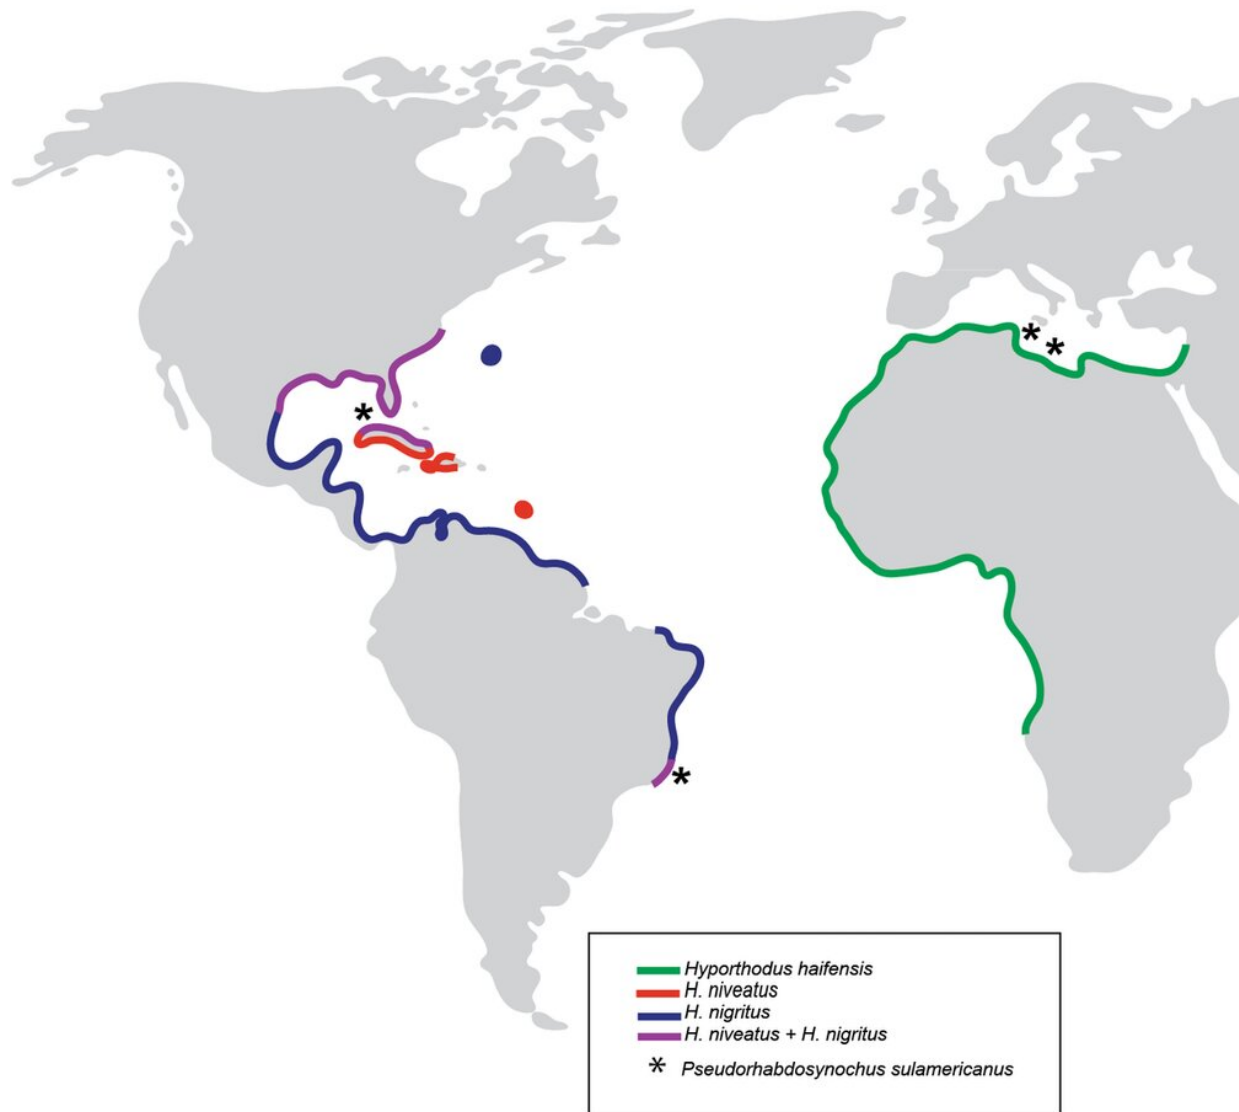 Hyporthodus haifensis
H. niveatus
H. nigritus
H. niveatus + H. nigritus
* Pseudorhabdosynochus sulamericanus